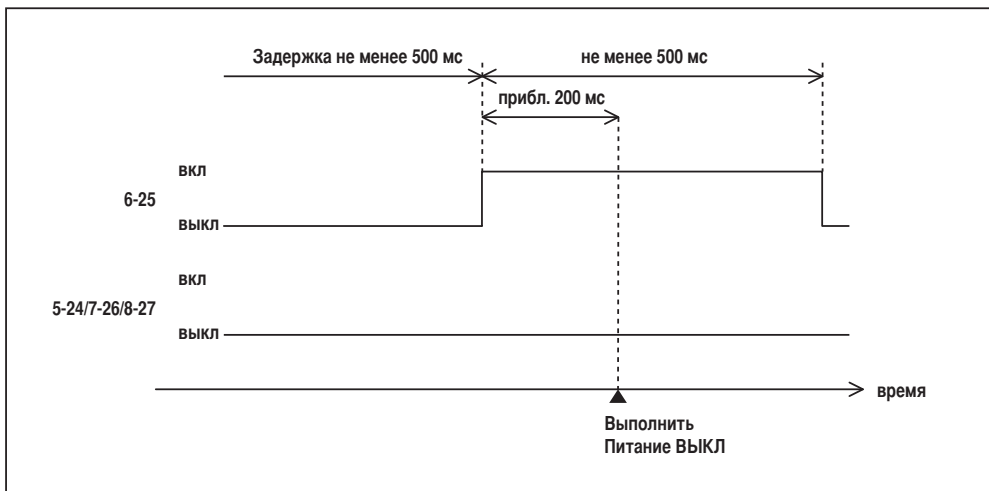 Задержка не менее 500 мс
не менее 500 мс
прибл. 200 мс
вкл
6-25
выкл
вкл
5-24/7-26/8-27
выкл
время
Выполнить
Питание ВЫКЛ